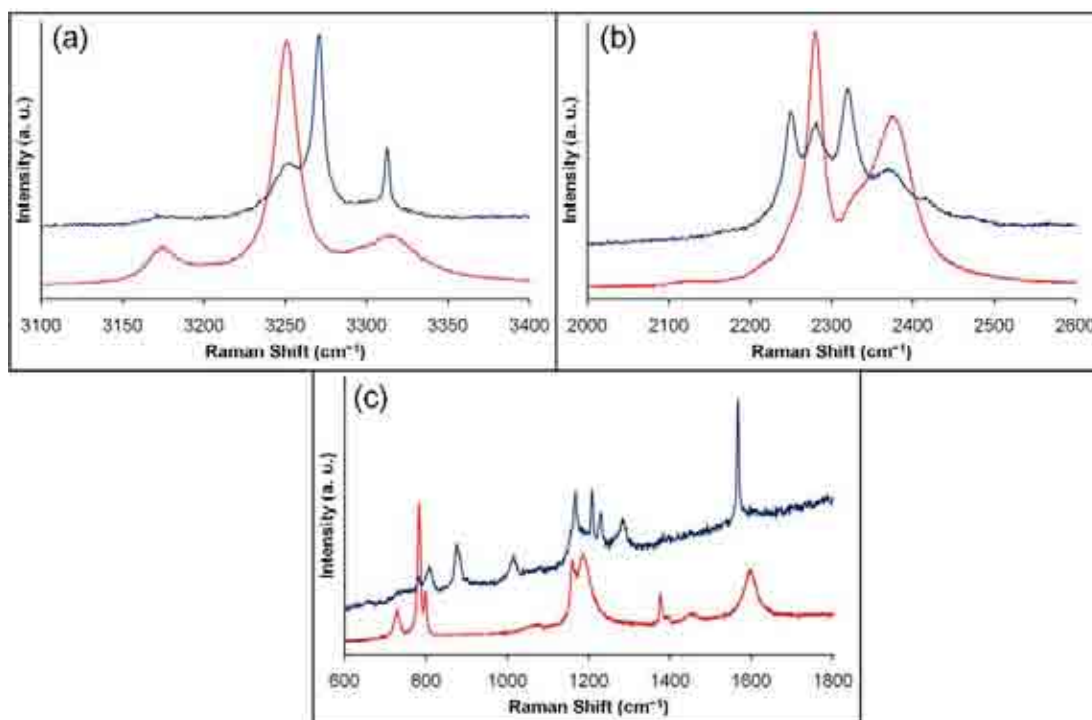 (a)
Intensity (a. u.)
3100 3150 3200 3250 3300 3350 3400
Raman Shift (cm⁻¹)
(b)
Intensity (a. u.)
2000 2100 2200 2300 2400 2500 2600
Raman Shift (cm⁻¹)
(c)
Intensity (a. u.)
600 800 1000 1200 1400 1600 1800
Raman Shift (cm⁻¹)